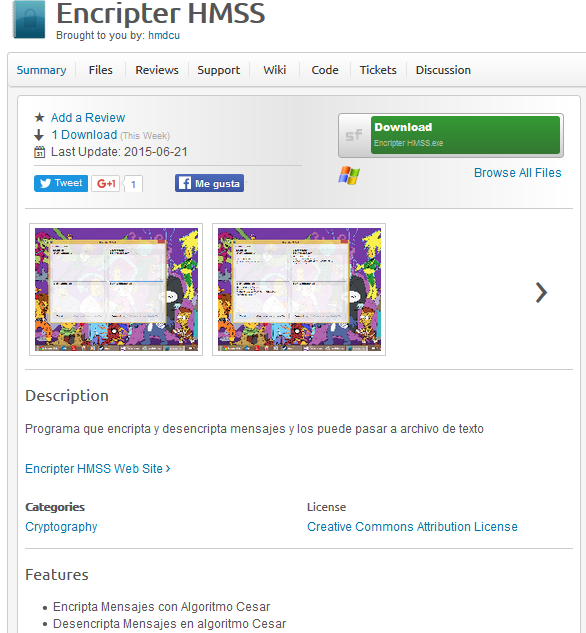 Encripter HMSS
Brought to you by: hmdcu
Summary Files Reviews Support Wiki Code Tickets Discussion
Add a Review
1 Download (This Week)
Last Update: 2015-06-21
Tweet G+1 1 Me gusta
sf Download
Encripter HMSS.exe
Browse All Files
Description
Programa que encripta y desencripta mensajes y los puede pasar a archivo de texto
Encripter HMSS Web Site ›
Categories
Cryptography
License
Creative Commons Attribution License
Features
• Encripta Mensajes con Algoritmo Cesar
• Desencripta Mensajes en algoritmo Cesar